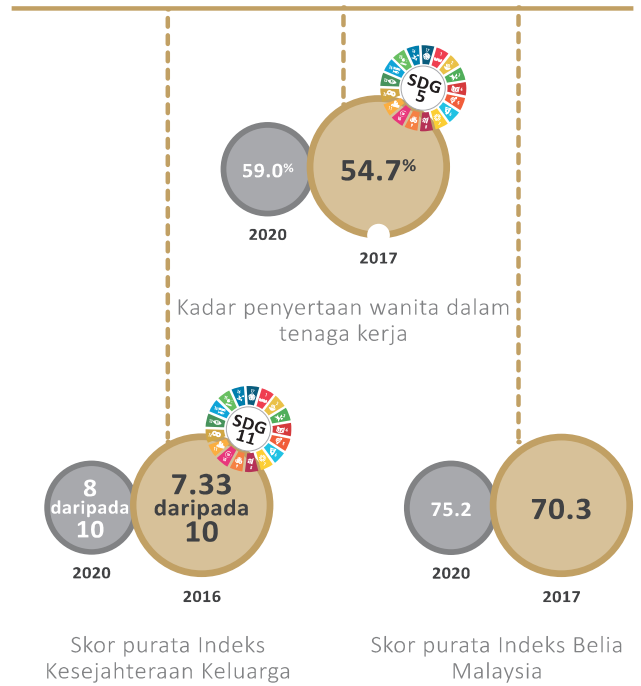 SDG
5
59.0%
54.7%
2020
2017
Kadar penyertaan wanita dalam
tenaga kerja
SDG
11
8
daripada
10
7.33
daripada
10
2020
2016
Skor purata Indeks
Kesejahteraan Keluarga
75.2
70.3
2020
2017
Skor purata Indeks Belia
Malaysia